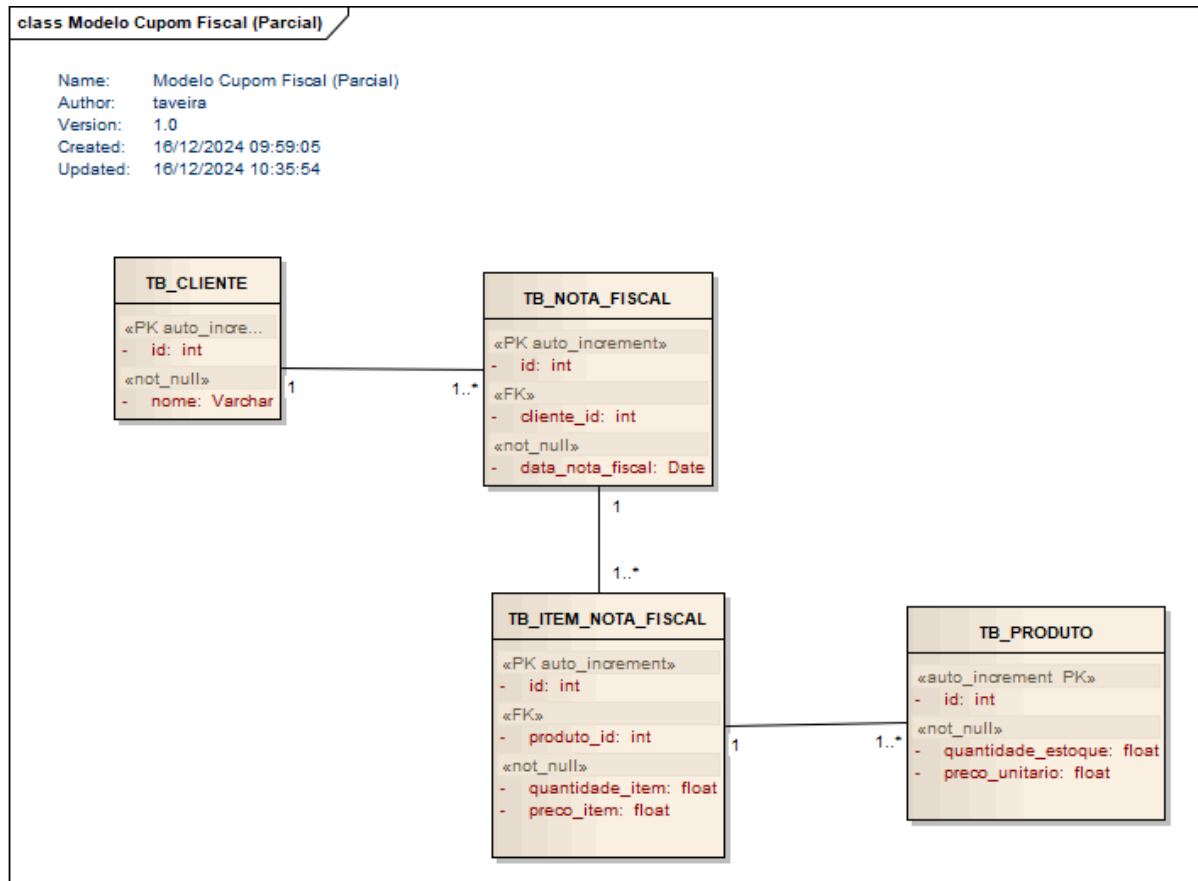 class Modelo Cupom Fiscal (Parcial)
Name: Modelo Cupom Fiscal (Parcial)
Author: taveira
Version: 1.0
Created: 16/12/2024 09:59:05
Updated: 16/12/2024 10:35:54
TB_CLIENTE
«PK auto_incre...
- id: int
«not_null»
- nome: Varchar
1
1..*
TB_NOTA_FISCAL
«PK auto_increment»
- id: int
«FK»
- cliente_id: int
«not_null»
- data_nota_fiscal: Date
1
1..*
TB_ITEM_NOTA_FISCAL
«PK auto_increment»
- id: int
«FK»
- produto_id: int
«not_null»
- quantidade_item: float
- preco_item: float
1
1..*
TB_PRODUTO
«auto_increment PK»
- id: int
«not_null»
- quantidade_estoque: float
- preco_unitario: float